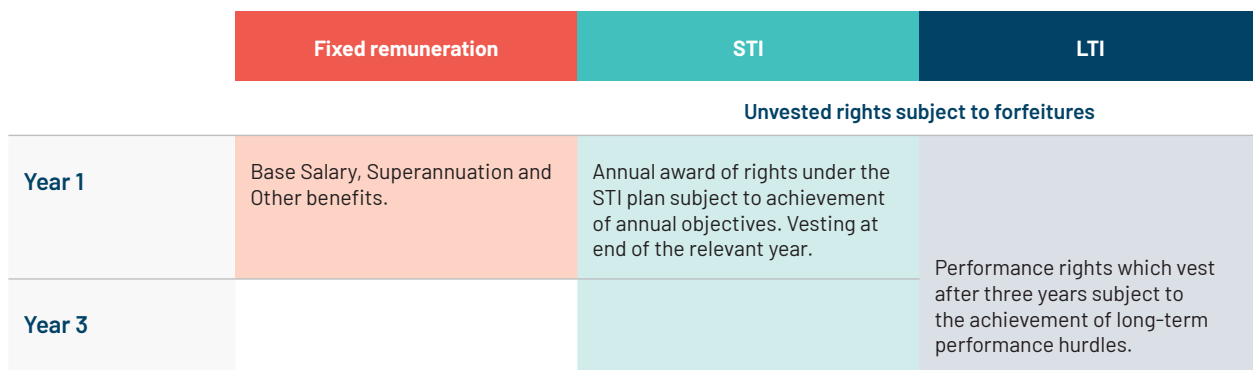 Fixed remuneration
STI
LTI
Unvested rights subject to forfeitures
Year 1
Base Salary, Superannuation and
Other benefits.
Annual award of rights under the
STI plan subject to achievement
of annual objectives. Vesting at
end of the relevant year.
Performance rights which vest
after three years subject to
the achievement of long-term
performance hurdles.
Year 3